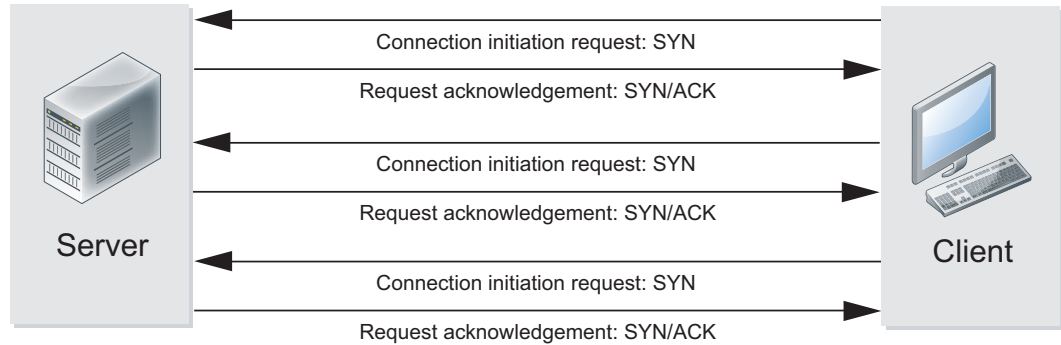 Connection initiation request: SYN
Request acknowledgement: SYN/ACK
Connection initiation request: SYN
Request acknowledgement: SYN/ACK
Server
Client
Connection initiation request: SYN
Request acknowledgement: SYN/ACK